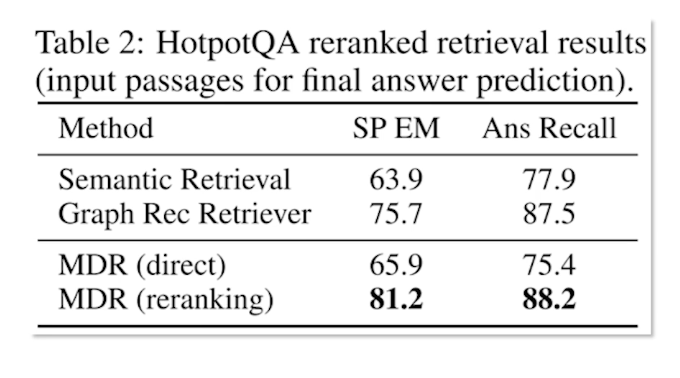 Table 2: HotpotQA reranked retrieval results
(input passages for final answer prediction).
Method SP EM Ans Recall
Semantic Retrieval 63.9 77.9
Graph Rec Retriever 75.7 87.5
MDR (direct) 65.9 75.4
MDR (reranking) 81.2 88.2